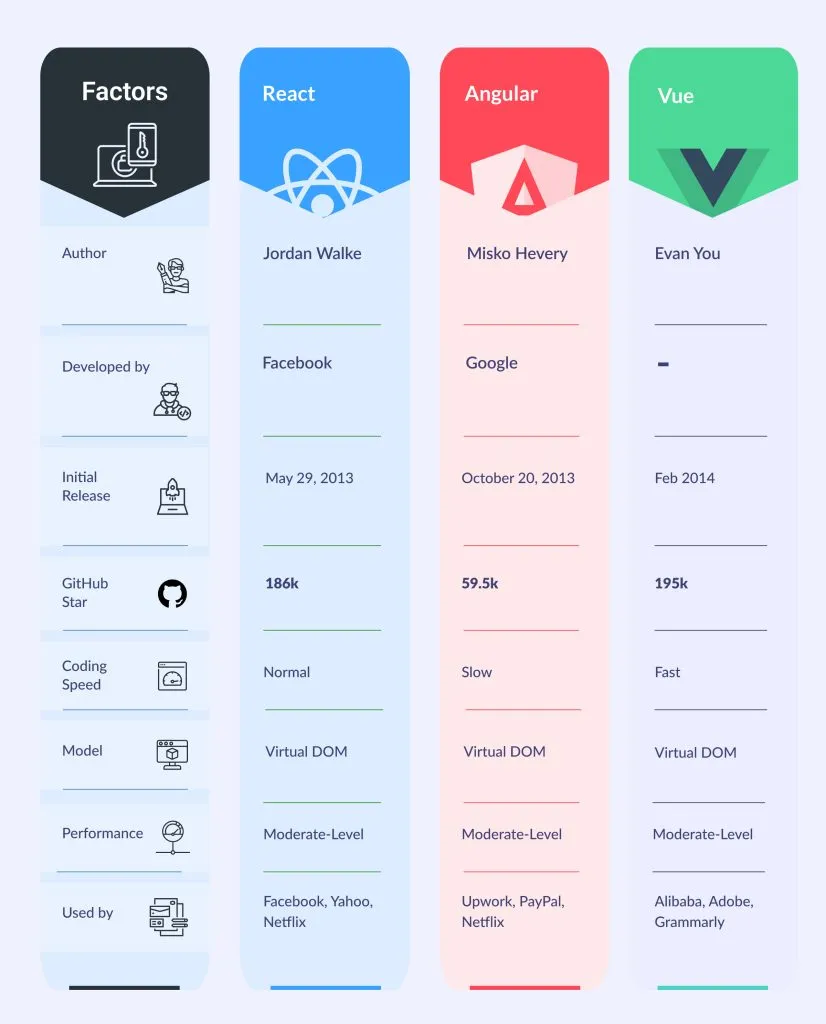 Factors
React
Angular
Vue
Author
Jordan Walke
Misko Hevery
Evan You
Developed by
Facebook
Google
-
Initial
Release
May 29, 2013
October 20, 2013
Feb 2014
GitHub
Star
186k
59.5k
195k
Coding
Speed
Normal
Slow
Fast
Model
Virtual DOM
Virtual DOM
Virtual DOM
Performance
Moderate-Level
Moderate-Level
Moderate-Level
Used by
Facebook, Yahoo,
Netflix
Upwork, PayPal,
Netflix
Alibaba, Adobe,
Grammarly